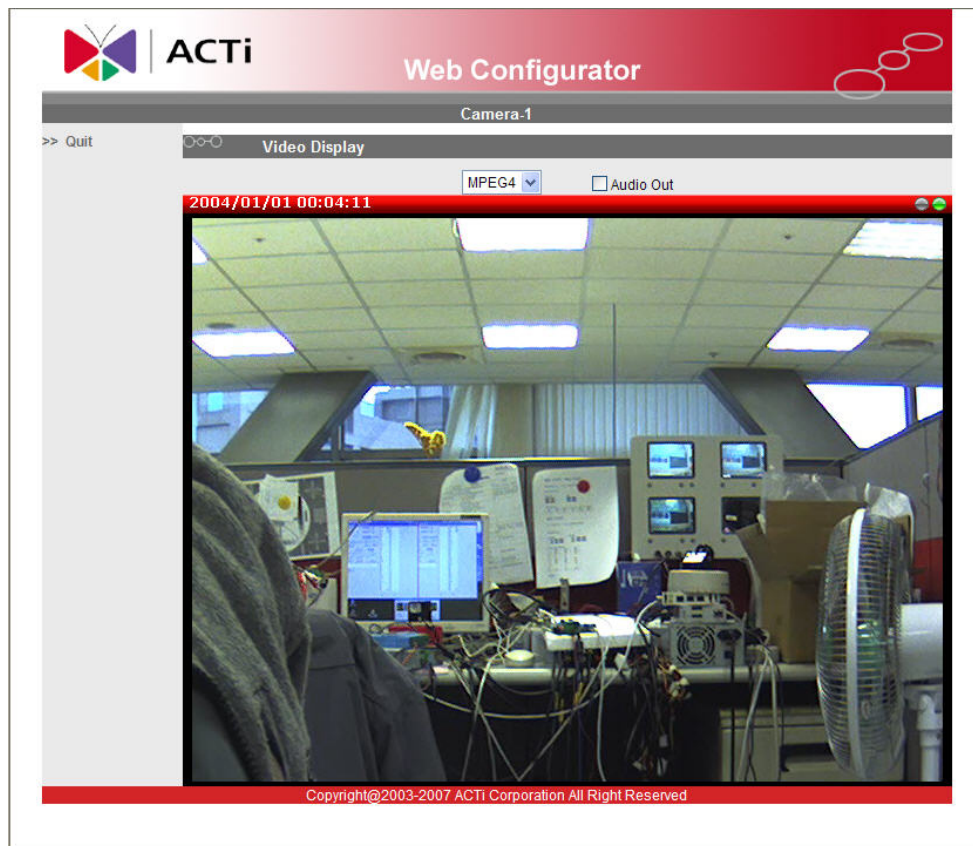 ACTi
Web Configurator
Camera-1
>> Quit
Video Display
MPEG4
Audio Out
2004/01/01 00:04:11
Copyright@2003-2007 ACTi Corporation All Right Reserved